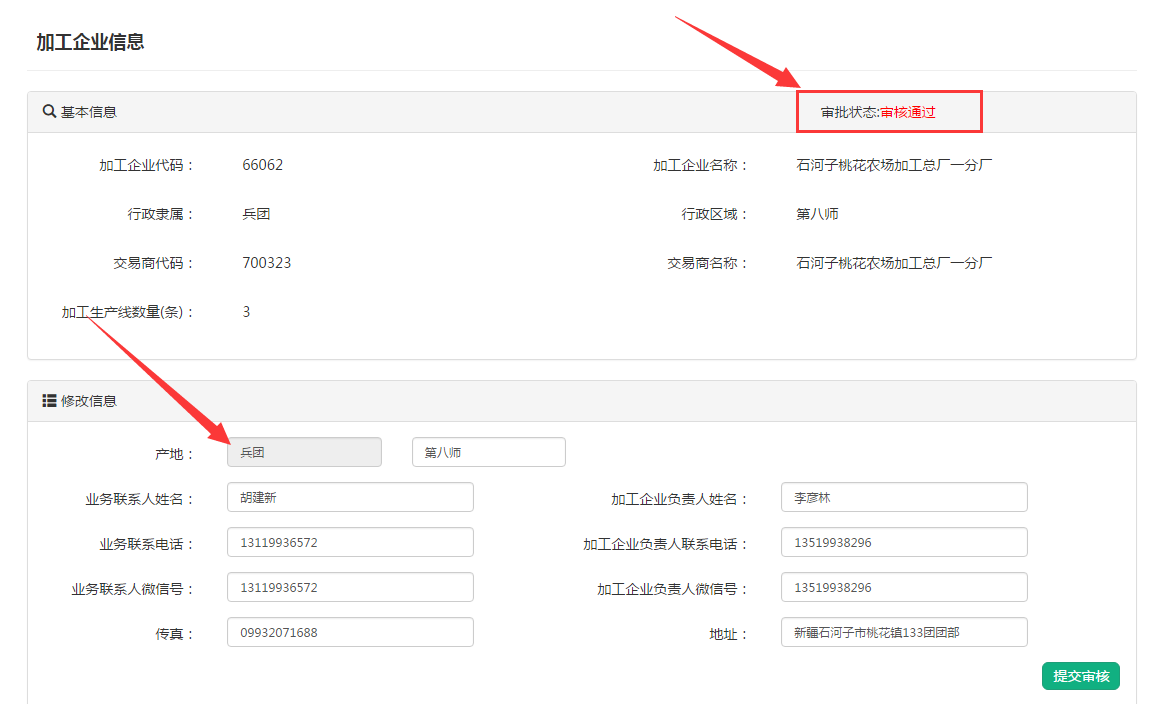 加工企业信息
基本信息 审批状态:审核通过
加工企业代码： 66062 加工企业名称： 石河子桃花农场加工总厂一分厂
行政隶属： 兵团 行政区域： 第八师
交易商代码： 700323 交易商名称： 石河子桃花农场加工总厂一分厂
加工生产线数量(条)： 3
修改信息
产地： 兵团 第八师
业务联系人姓名： 胡建新 加工企业负责人姓名： 李彦林
业务联系电话： 13119936572 加工企业负责人联系电话： 13519938296
业务联系人微信号： 13119936572 加工企业负责人微信号： 13519938296
传真： 09932071688 地址： 新疆石河子市桃花镇133团团部
提交审核